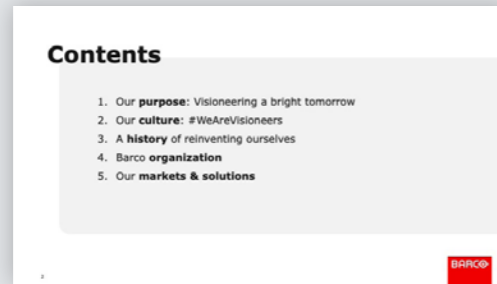 Contents
1. Our purpose: Visioneering a bright tomorrow
2. Our culture: #WeAreVisioneers
3. A history of reinventing ourselves
4. Barco organization
5. Our markets & solutions
BARCO